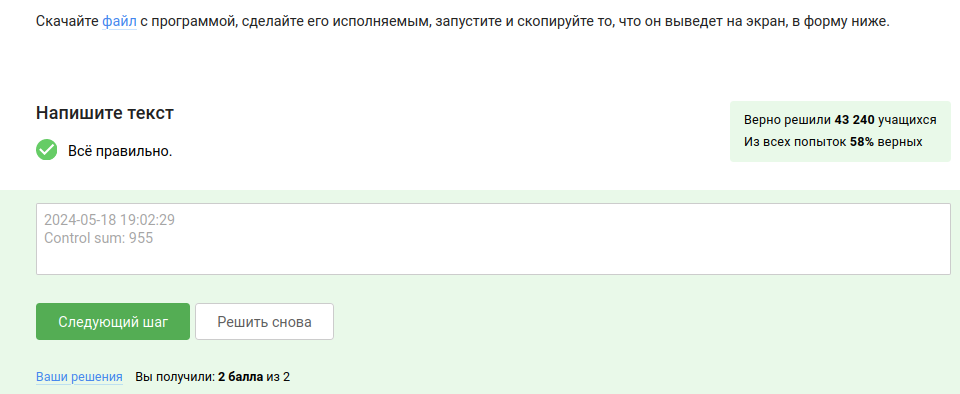 Скачайте файл с программой, сделайте его исполняемым, запустите и скопируйте то, что он выведет на экран, в форму ниже.
Напишите текст
Верно решили 43 240 учащихся
Из всех попыток 58% верных
Всё правильно.
2024-05-18 19:02:29
Control sum: 955
Следующий шаг
Решить снова
Ваши решения Вы получили: 2 балла из 2